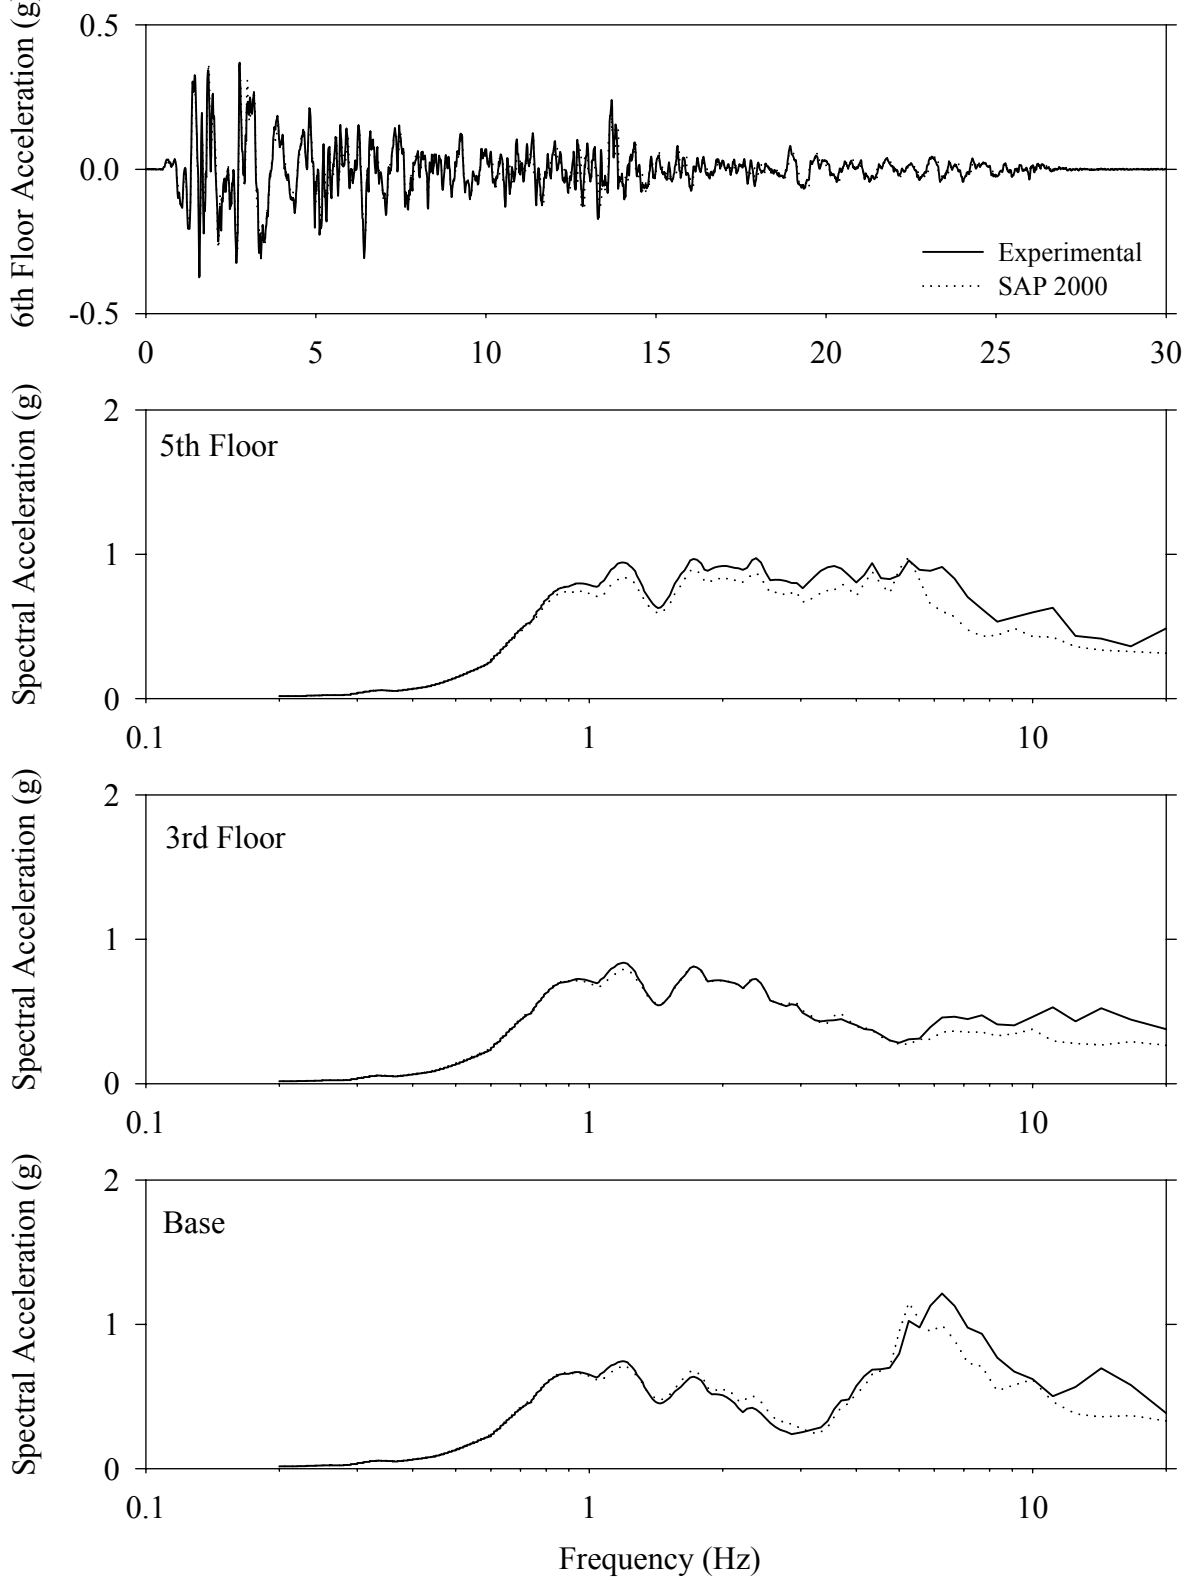 6th Floor Acceleration (g)
0.5
0.0
-0.5
Experimental
SAP 2000
0 5 10 15 20 25 30
Spectral Acceleration (g)
2
5th Floor
1
0
0.1 1 10
Spectral Acceleration (g)
2
3rd Floor
1
0
0.1 1 10
Spectral Acceleration (g)
2
Base
1
0
0.1 1 10
Frequency (Hz)